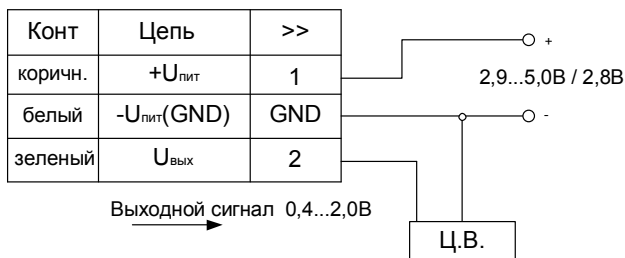 Конт Цепь >>
коричн. +Uпит 1
белый -Uпит(GND) GND
зеленый Uвых 2
+
2,9...5,0В / 2,8В
-
Выходной сигнал 0,4...2,0В
Ц.В.